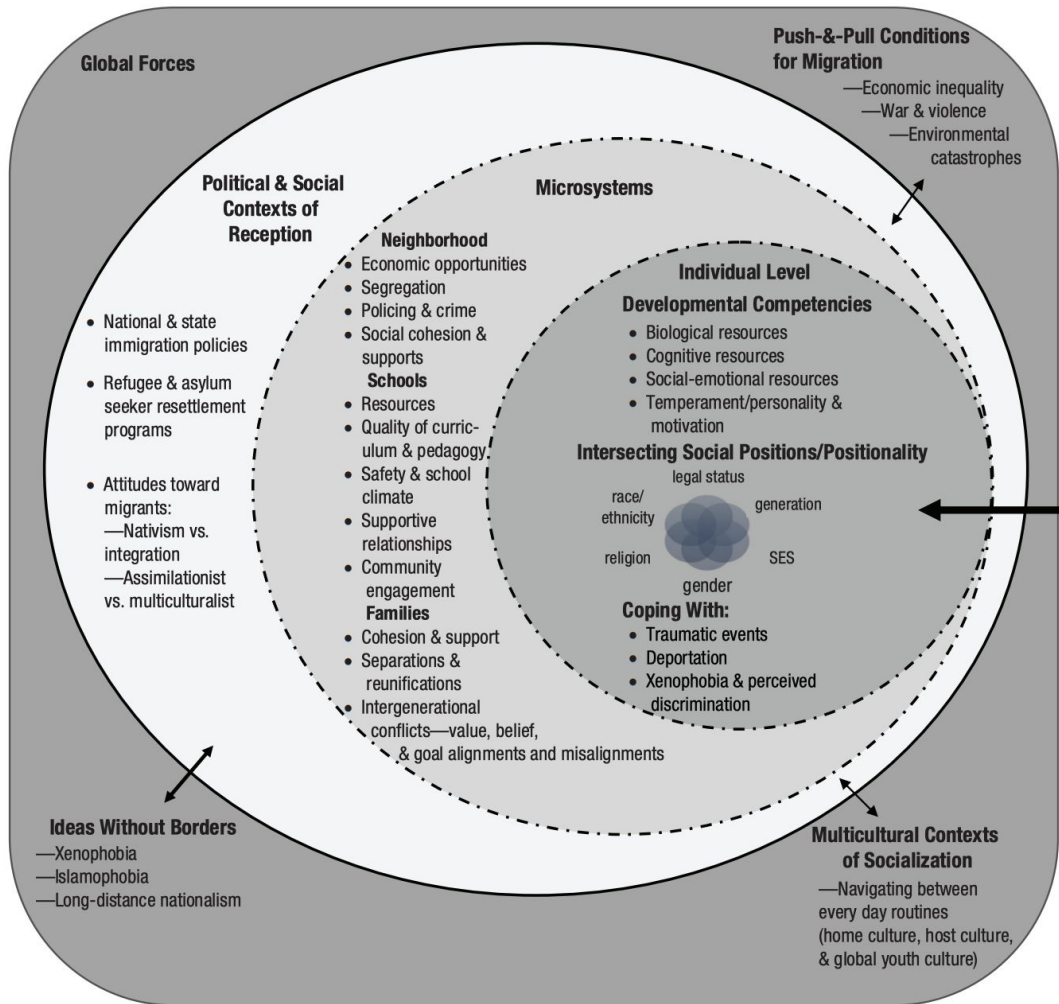 Global Forces
Push-&-Pull Conditions
for Migration
—Economic inequality
—War & violence
—Environmental
catastrophes
Political & Social
Contexts of
Reception
• National & state
immigration policies
• Refugee & asylum
seeker resettlement
programs
• Attitudes toward
migrants:
—Nativism vs.
integration
—Assimilationist
vs. multiculturalist
Microsystems
Neighborhood
• Economic opportunities
• Segregation
• Policing & crime
• Social cohesion &
supports
Schools
• Resources
• Quality of curric-
ulum & pedagogy
• Safety & school
climate
• Supportive
relationships
• Community
engagement
Families
• Cohesion & support
• Separations &
reunifications
• Intergenerational
conflicts—value, belief,
& goal alignments and misalignments
Individual Level
Developmental Competencies
• Biological resources
• Cognitive resources
• Social-emotional resources
• Temperament/personality &
motivation
Intersecting Social Positions/Positionality
legal status
race/
ethnicity
generation
religion
SES
gender
Coping With:
• Traumatic events
• Deportation
• Xenophobia & perceived
discrimination
Ideas Without Borders
—Xenophobia
—Islamophobia
—Long-distance nationalism
Multicultural Contexts
of Socialization
—Navigating between
every day routines
(home culture, host culture,
& global youth culture)